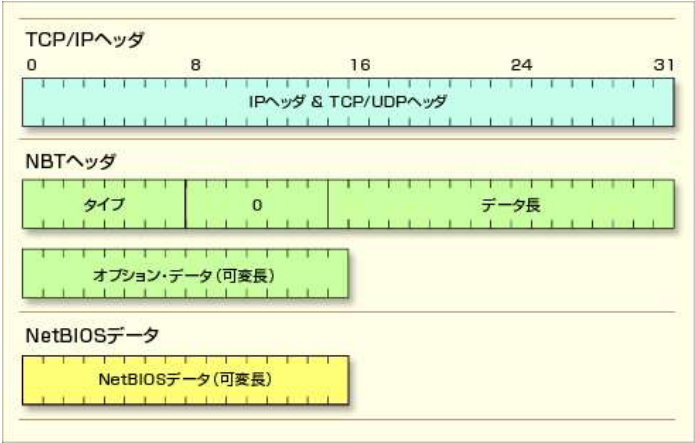 TCP/IPヘッダ
0 8 16 24 31
IPヘッダ & TCP/UDPヘッダ
NBTヘッダ
タイプ 0 データ長
オプション・データ(可変長)
NetBIOSデータ
NetBIOSデータ(可変長)